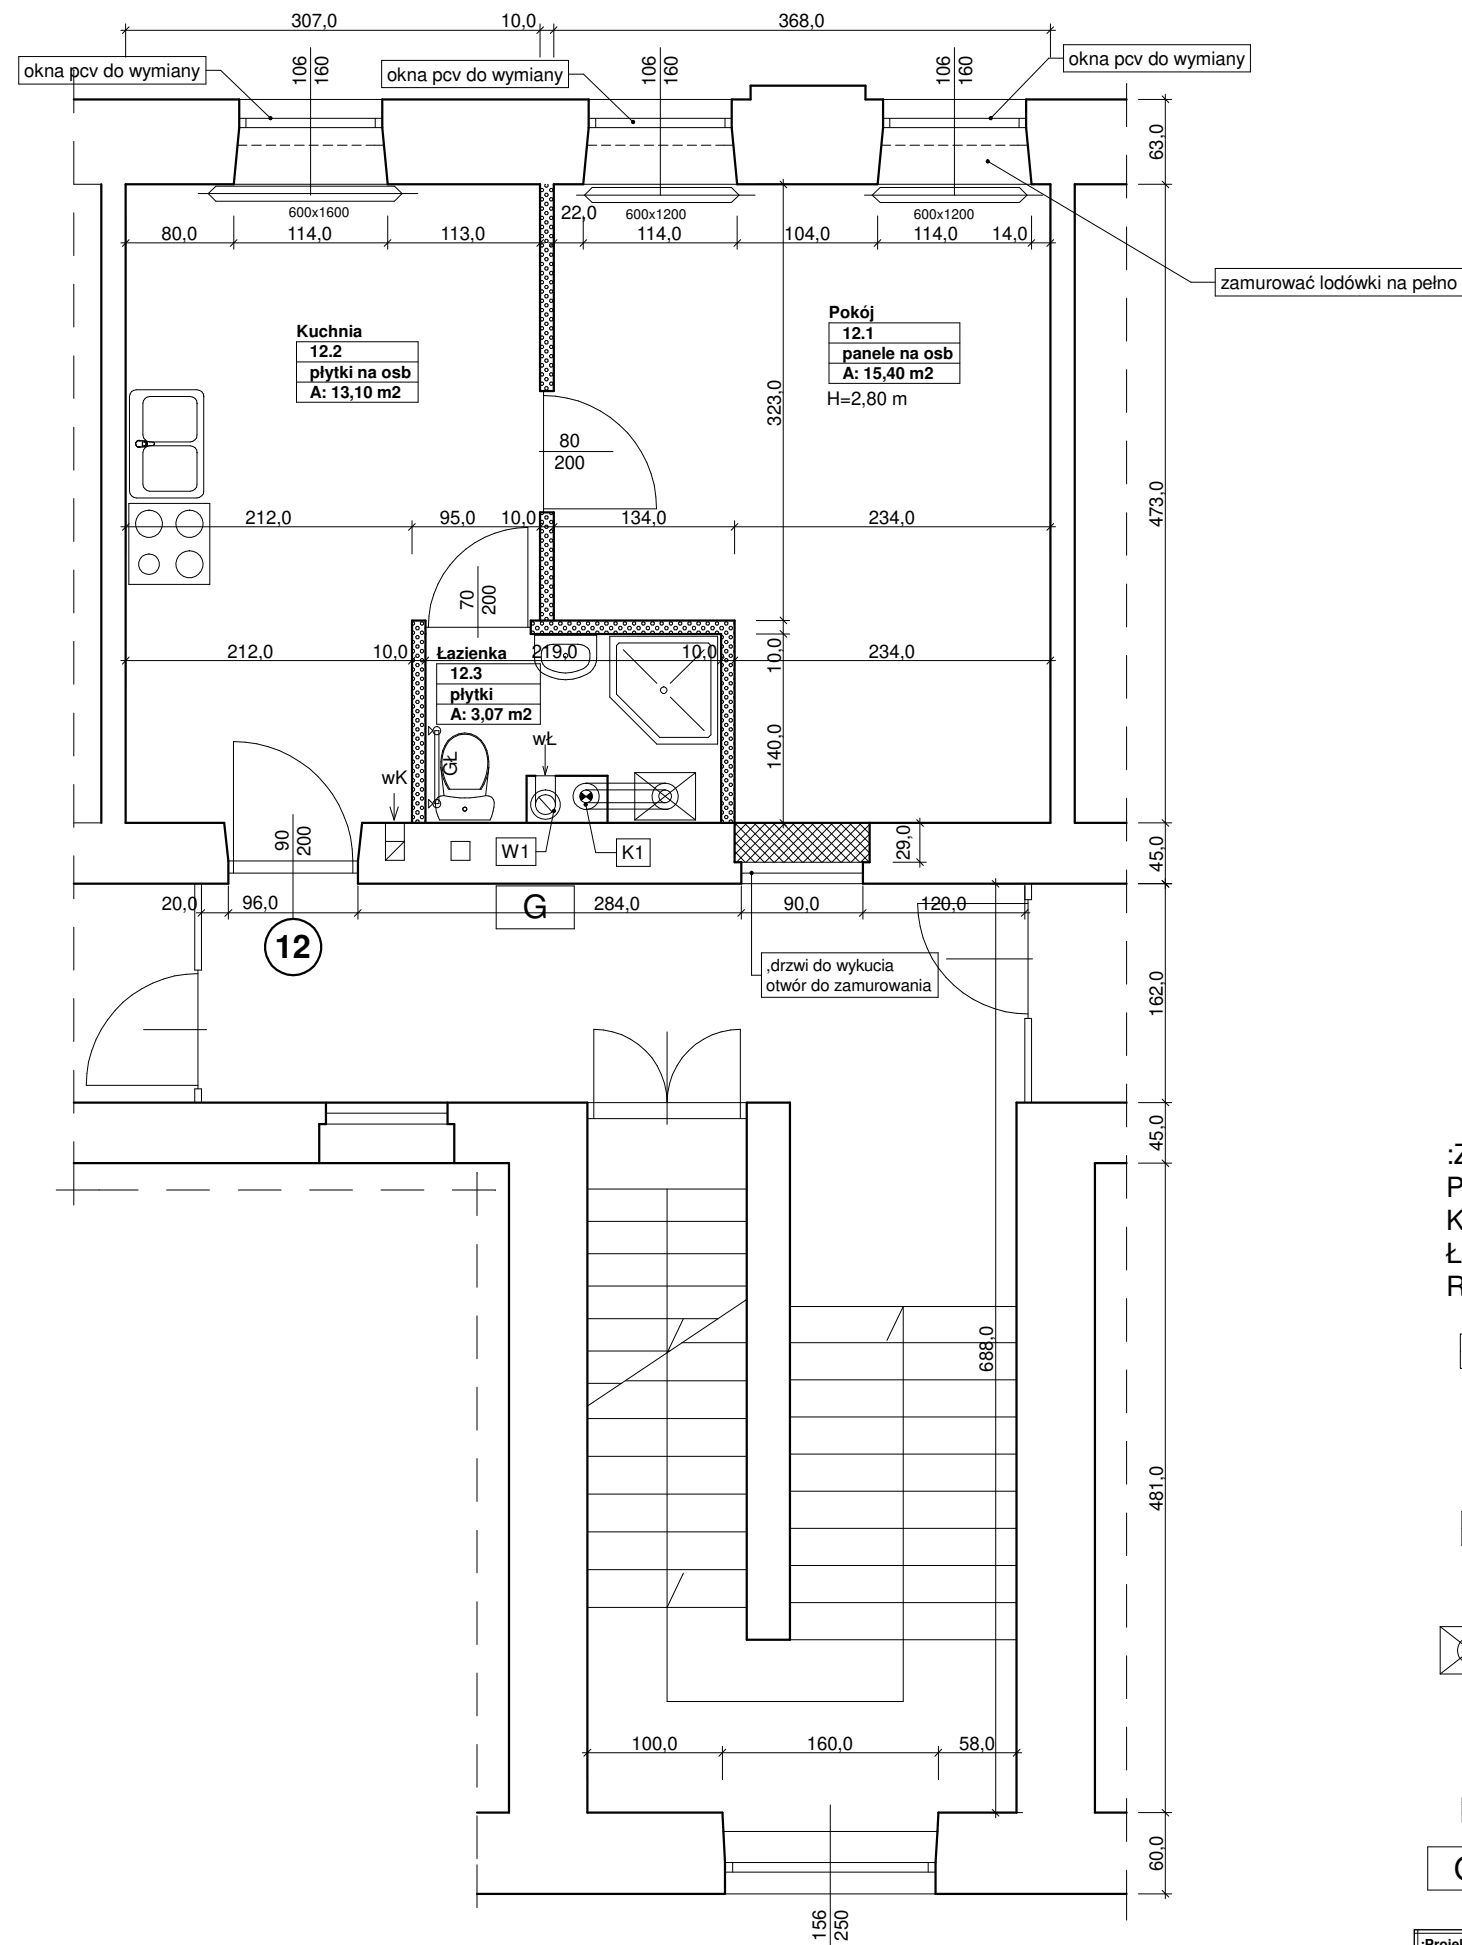 307,0
10,0
368,0
okna pcv do wymiany
106
160
okna pcv do wymiany
106
160
106
160
okna pcv do wymiany
63,0
600x1600
22,0
600x1200
600x1200
80,0
114,0
113,0
114,0
104,0
114,0
14,0
zamurować lodówki na pełno
Kuchnia
12.2
płytki na osb
A: 13,10 m2
Pokój
12.1
panele na osb
A: 15,40 m2
H=2,80 m
323,0
80
200
473,0
212,0
95,0
10,0
134,0
234,0
70
200
212,0
10,0
Łazienka
219,0
10,0
10,0
234,0
12.3
płytki
A: 3,07 m2
140,0
wŁ
GŁ
wK
90
200
W1
K1
29,0
45,0
20,0
96,0
G
284,0
90,0
120,0
12
,drzwi do wykucia
otwór do zamurowania
162,0
45,0
:Z
P
K
Ł
R
688,0
481,0
100,0
160,0
58,0
60,0
156
250
:Projek